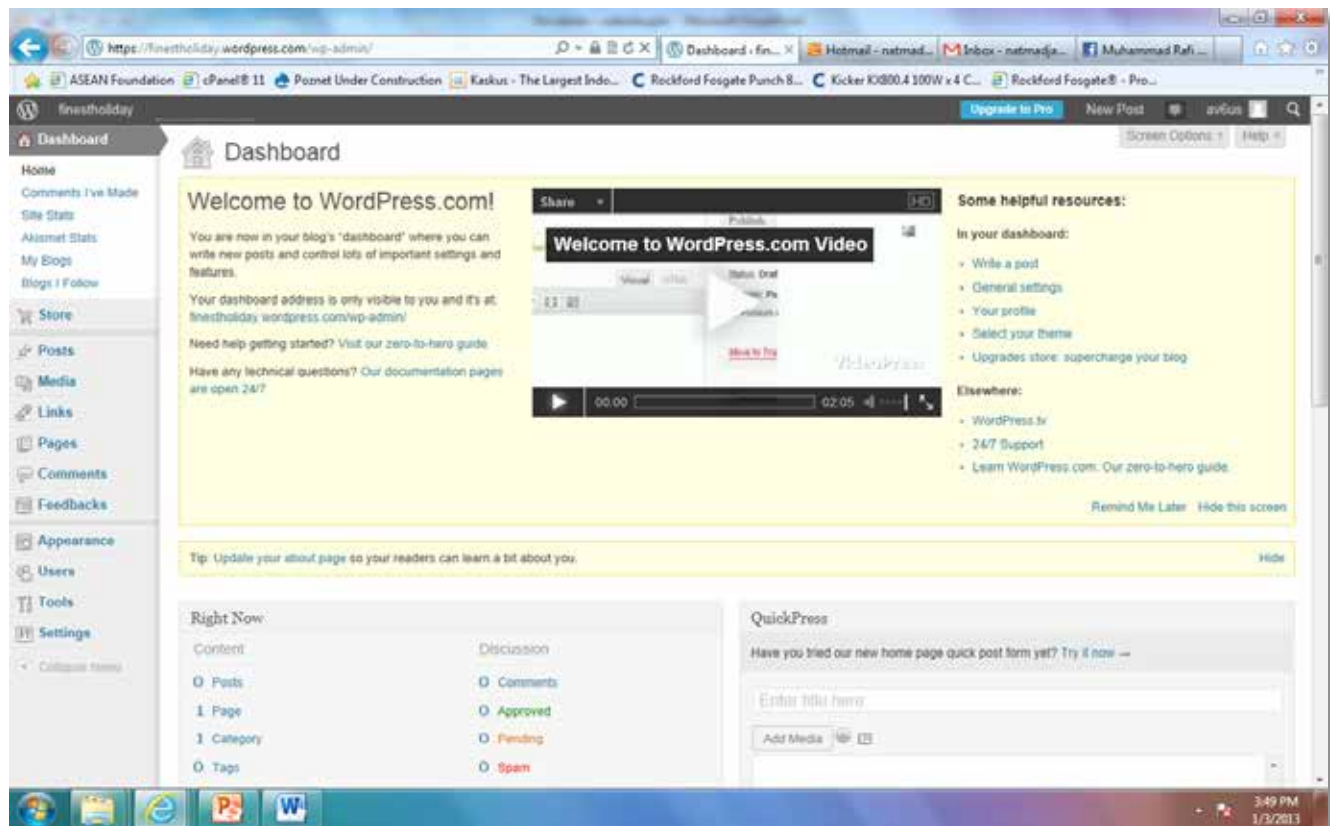 https://finestholiday.wordpress.com/wp-admin/
Dashboard ‹ fin...
Hotmail - natmad...
Inbox - natmadja...
Muhammad Rafi ...
ASEAN Foundation
cPanel® 11
Poznet Under Construction
Kaskus - The Largest Indo...
Rockford Fosgate Punch 8...
Kicker KX800.4 100W x 4 C...
Rockford Fosgate® - Pro...
finestholiday
Upgrade to Pro
New Post
av6us
Screen Options
Help
Dashboard
Home
Comments I've Made
Site Stats
Akismet Stats
My Blogs
Blogs I Follow
Store
Posts
Media
Links
Pages
Comments
Feedbacks
Appearance
Users
Tools
Settings
Collapse menu
Dashboard
Welcome to WordPress.com!
You are now in your blog's "dashboard" where you can
write new posts and control lots of important settings and
features.
Your dashboard address is only visible to you and it's at:
finestholiday.wordpress.com/wp-admin/
Need help getting started? Visit our zero-to-hero guide
Have any technical questions? Our documentation pages
are open 24/7
Share
HD
Publish
Welcome to WordPress.com Video
Visual
Status: Draf
Move to Tra
VideoPress
00:00
02:05
Some helpful resources:
In your dashboard:
Write a post
General settings
Your profile
Select your theme
Upgrades store: supercharge your blog
Elsewhere:
WordPress.tv
24/7 Support
Learn WordPress.com: Our zero-to-hero guide.
Remind Me Later
Hide this screen
Tip: Update your about page so your readers can learn a bit about you.
Hide
Right Now
Content
Discussion
0 Posts
0 Comments
1 Page
0 Approved
1 Category
0 Pending
0 Tags
0 Spam
QuickPress
Have you tried our new home page quick post form yet? Try it now →
Enter title here
Add Media
3:49 PM
1/3/2013